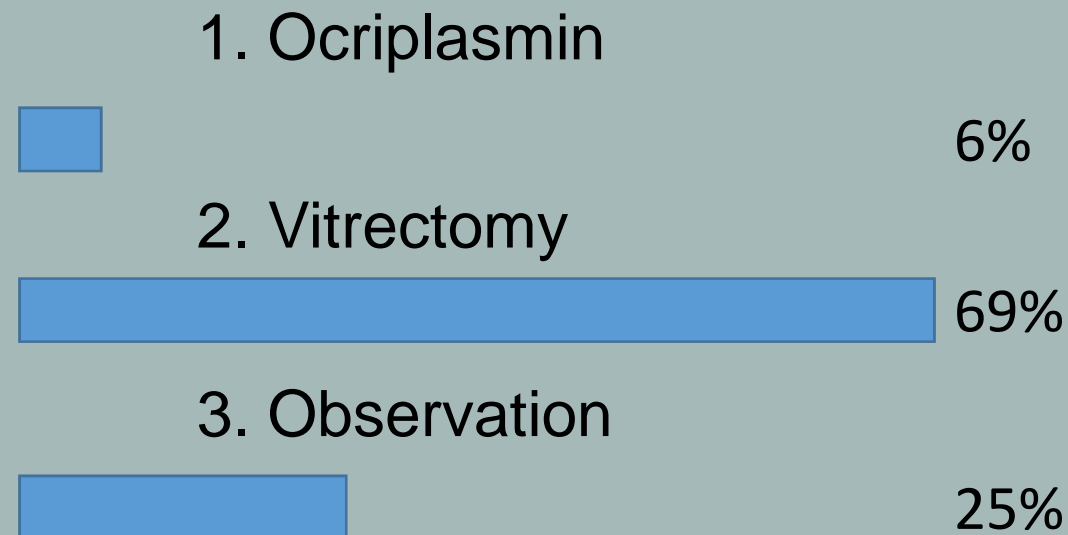 1. Ocriplasmin
6%
2. Vitrectomy
69%
3. Observation
25%